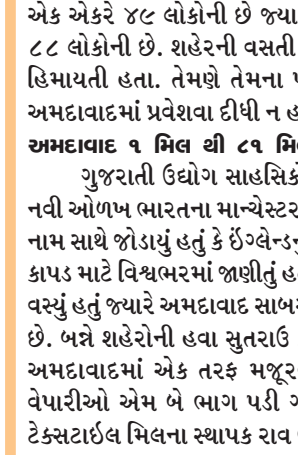 એક એકરે ૪૯ લોકોની છે જ્યા
૮૮ લોકોની છે. શહેરની વસતી
હિમાયતી હતા. તેમણે તેમના
અમદાવાદમાં પ્રવેશવા દીધી ન
અમદાવાદ ૧ મિલ થી ૮૧
ગુજરાતી ઉદ્યોગ સાહસિકો
નવી ઓળખ ભારતના માન્ચેસ્ટર
નામ સાથે જોડાયું હતું કે ઇંગ્લેન્ડનુ
કાપડ માટે વિશ્વભરમાં જાણીતું
વસ્યું હતું જ્યારે અમદાવાદ
છે. બન્ને શહેરોની હવા સુતરાઉ
અમદાવાદમાં એક તરફ મજૂર
વેપારીઓ એમ બે ભાગ પડી
ટેક્સટાઇલ મિલના સ્થાપક રાવ